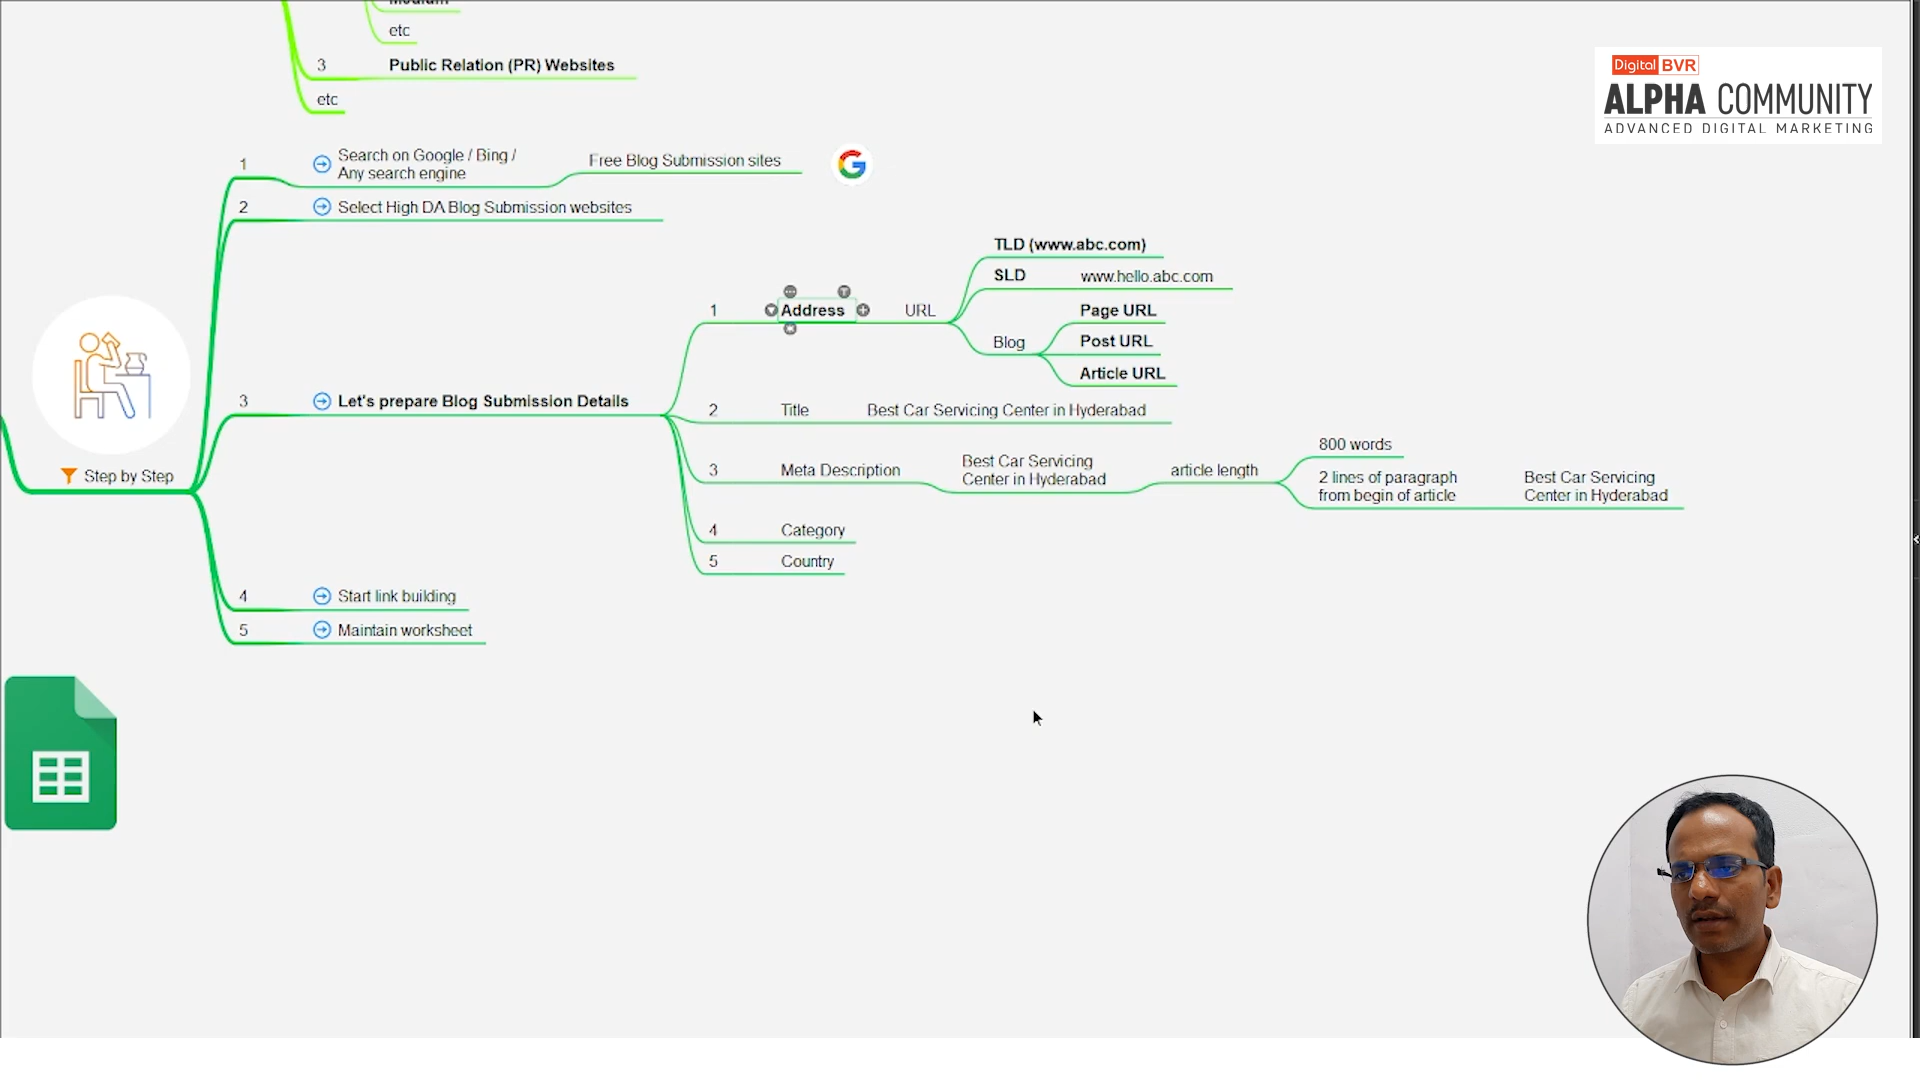 Medium
etc
3 Public Relation (PR) Websites
etc
Digital BVR
ALPHA COMMUNITY
ADVANCED DIGITAL MARKETING
1 Search on Google / Bing /
Any search engine
Free Blog Submission sites
2 Select High DA Blog Submission websites
Step by Step
3 Let's prepare Blog Submission Details
1 Address URL
TLD (www.abc.com)
SLD www.hello.abc.com
Blog
Page URL
Post URL
Article URL
2 Title Best Car Servicing Center in Hyderabad
3 Meta Description
Best Car Servicing
Center in Hyderabad
article length
800 words
2 lines of paragraph
from begin of article
Best Car Servicing
Center in Hyderabad
4 Category
5 Country
4 Start link building
5 Maintain worksheet